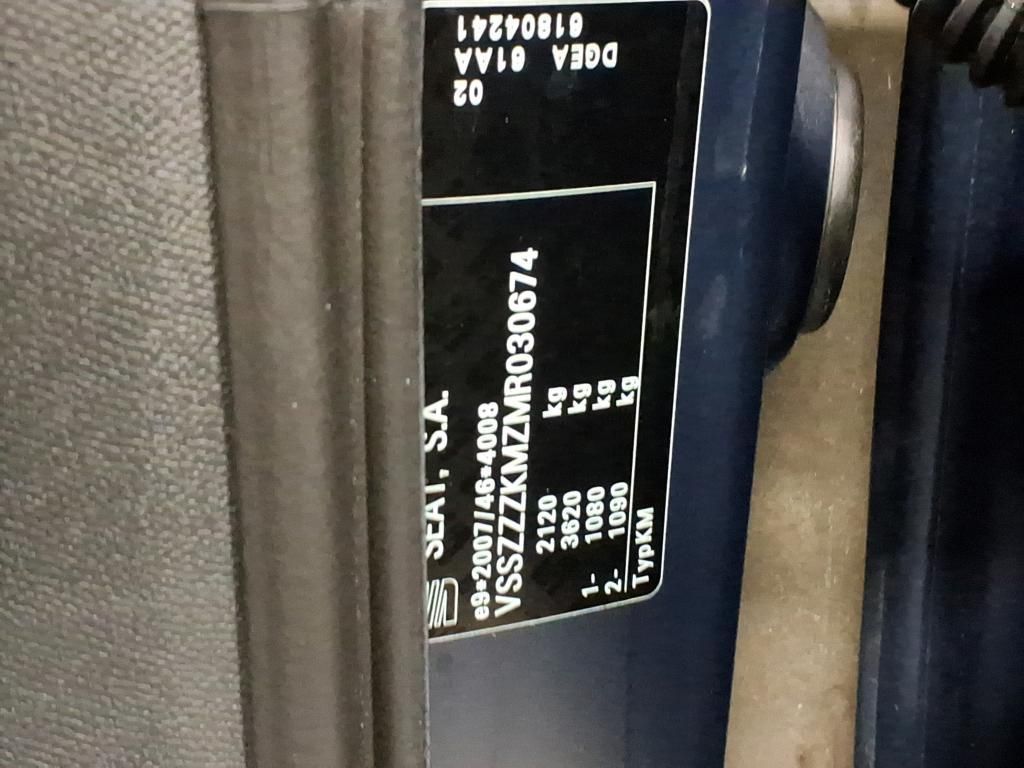 SEAT, S.A.
e9*2007/46*4008
VSSZZZKMZMR030674
2120 kg
3620 kg
1- 1080 kg
2- 1090 kg
TypKM
02
DGEA 61AA
61804241